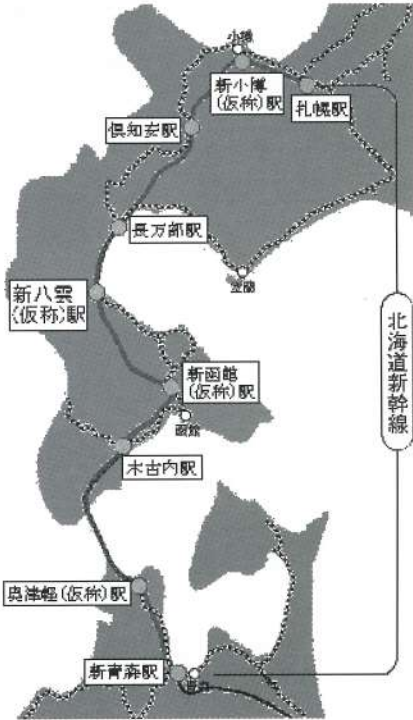 小樽
新小樽
(仮称)駅
札幌駅
倶知安駅
長万部駅
室蘭
新八雲
(仮称)駅
北海道新幹線
新函館
(仮称)駅
函館
木古内駅
奥津軽(仮称)駅
新青森駅